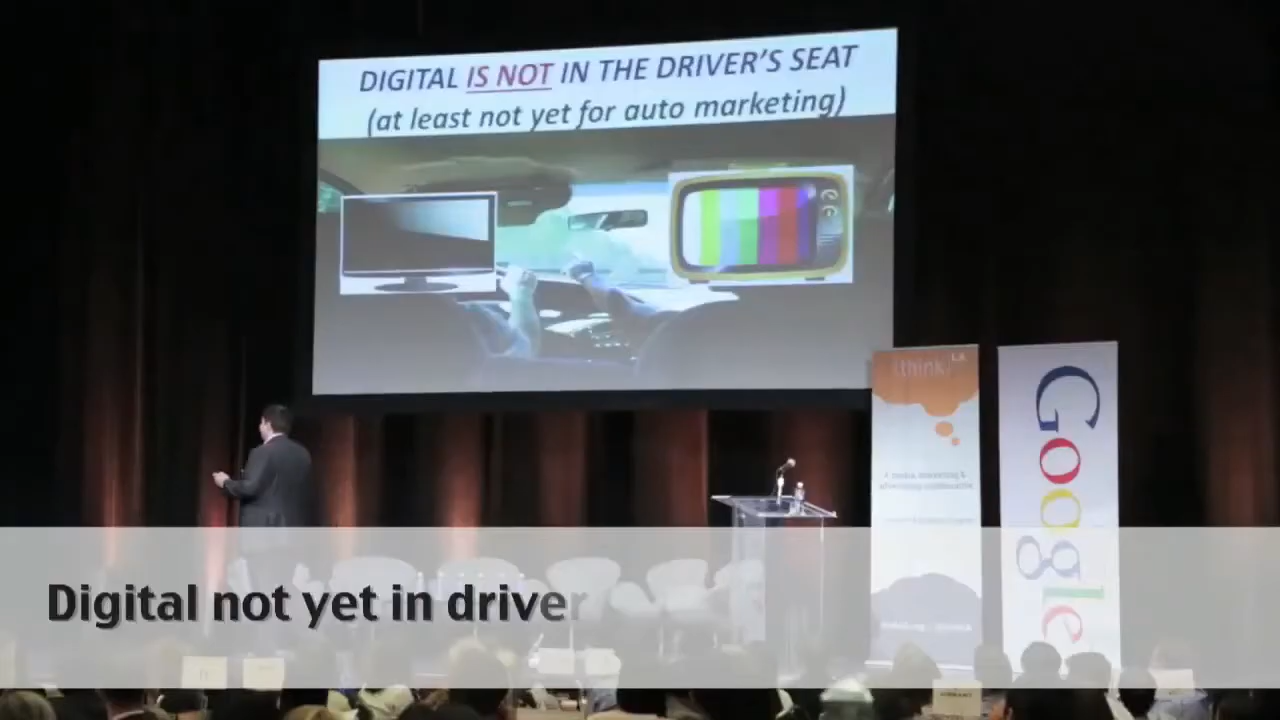 DIGITAL IS NOT IN THE DRIVER'S SEAT
(at least not yet for auto marketing)
think
LA
Google
Digital not yet in driver